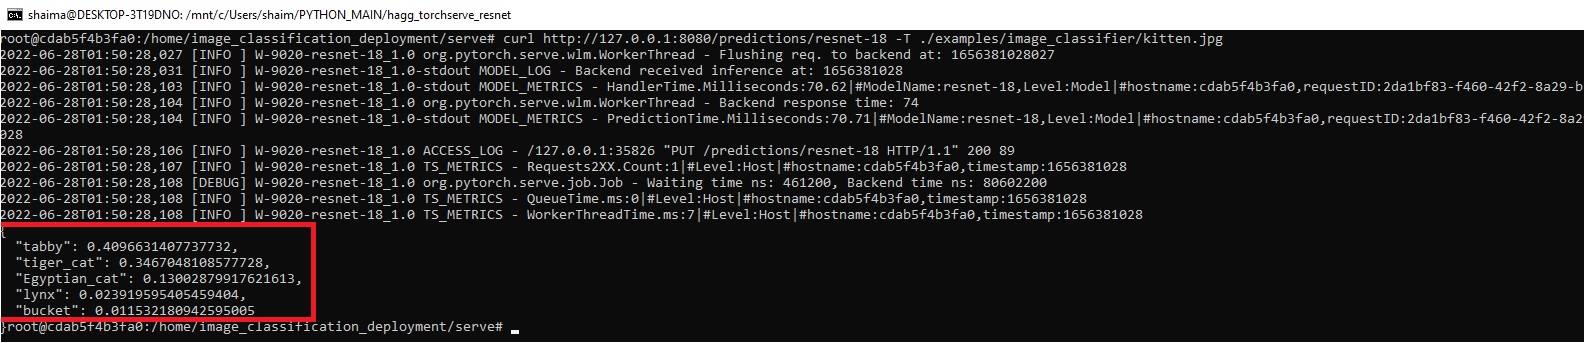 shaima@DESKTOP-3T19DNO: /mnt/c/Users/shaim/PYTHON_MAIN/hagg_torchserve_resnet
root@cdab5f4b3fa0:/home/image_classification_deployment/serve# curl http://127.0.0.1:8080/predictions/resnet-18 -T ./examples/image_classifier/kitten.jpg
2022-06-28T01:50:28,027 [INFO ] W-9020-resnet-18_1.0 org.pytorch.serve.wlm.WorkerThread - Flushing req. to backend at: 1656381028027
2022-06-28T01:50:28,031 [INFO ] W-9020-resnet-18_1.0-stdout MODEL_LOG - Backend received inference at: 1656381028
2022-06-28T01:50:28,103 [INFO ] W-9020-resnet-18_1.0-stdout MODEL_METRICS - HandlerTime.Milliseconds:70.62|#ModelName:resnet-18,Level:Model|#hostname:cdab5f4b3fa0,requestID:2da1bf83-f460-42f2-8a29-b
2022-06-28T01:50:28,104 [INFO ] W-9020-resnet-18_1.0 org.pytorch.serve.wlm.WorkerThread - Backend response time: 74
2022-06-28T01:50:28,104 [INFO ] W-9020-resnet-18_1.0-stdout MODEL_METRICS - PredictionTime.Milliseconds:70.71|#ModelName:resnet-18,Level:Model|#hostname:cdab5f4b3fa0,requestID:2da1bf83-f460-42f2-8a29
028
2022-06-28T01:50:28,106 [INFO ] W-9020-resnet-18_1.0 ACCESS_LOG - /127.0.0.1:35826 "PUT /predictions/resnet-18 HTTP/1.1" 200 89
2022-06-28T01:50:28,107 [INFO ] W-9020-resnet-18_1.0 TS_METRICS - Requests2XX.Count:1|#Level:Host|#hostname:cdab5f4b3fa0,timestamp:1656381028
2022-06-28T01:50:28,108 [DEBUG] W-9020-resnet-18_1.0 org.pytorch.serve.job.Job - Waiting time ns: 461200, Backend time ns: 80602200
2022-06-28T01:50:28,108 [INFO ] W-9020-resnet-18_1.0 TS_METRICS - QueueTime.ms:0|#Level:Host|#hostname:cdab5f4b3fa0,timestamp:1656381028
2022-06-28T01:50:28,108 [INFO ] W-9020-resnet-18_1.0 TS_METRICS - WorkerThreadTime.ms:7|#Level:Host|#hostname:cdab5f4b3fa0,timestamp:1656381028
{
"tabby": 0.4096631407737732,
"tiger_cat": 0.3467048108577728,
"Egyptian_cat": 0.13002879917621613,
"lynx": 0.023919595405459404,
"bucket": 0.011532180942595005
}root@cdab5f4b3fa0:/home/image_classification_deployment/serve#